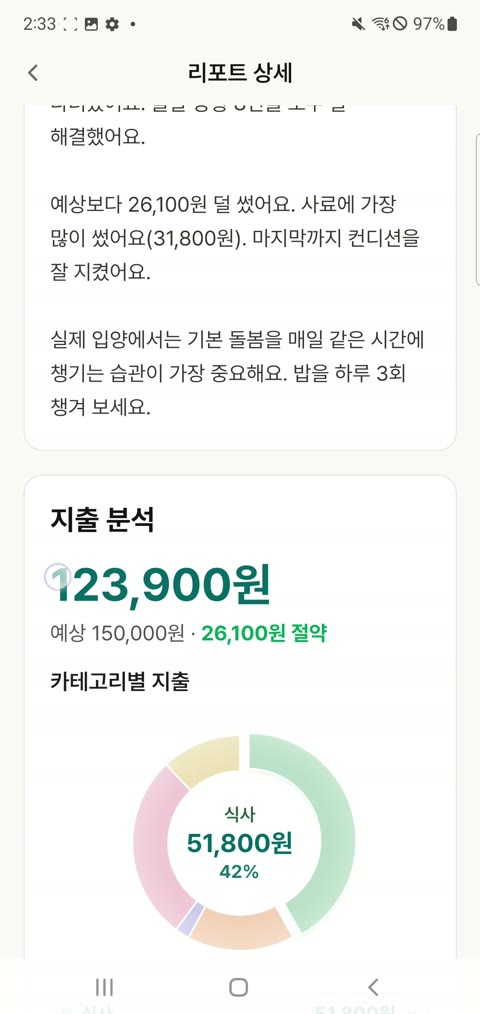 2:33
97%
리포트 상세
해결했어요.
예상보다 26,100원 덜 썼어요. 사료에 가장
많이 썼어요(31,800원). 마지막까지 컨디션을
잘 지켰어요.
실제 입양에서는 기본 돌봄을 매일 같은 시간에
챙기는 습관이 가장 중요해요. 밥을 하루 3회
챙겨 보세요.
지출 분석
123,900원
예상 150,000원 · 26,100원 절약
카테고리별 지출
식사
51,800원
42%
식사 51,800원